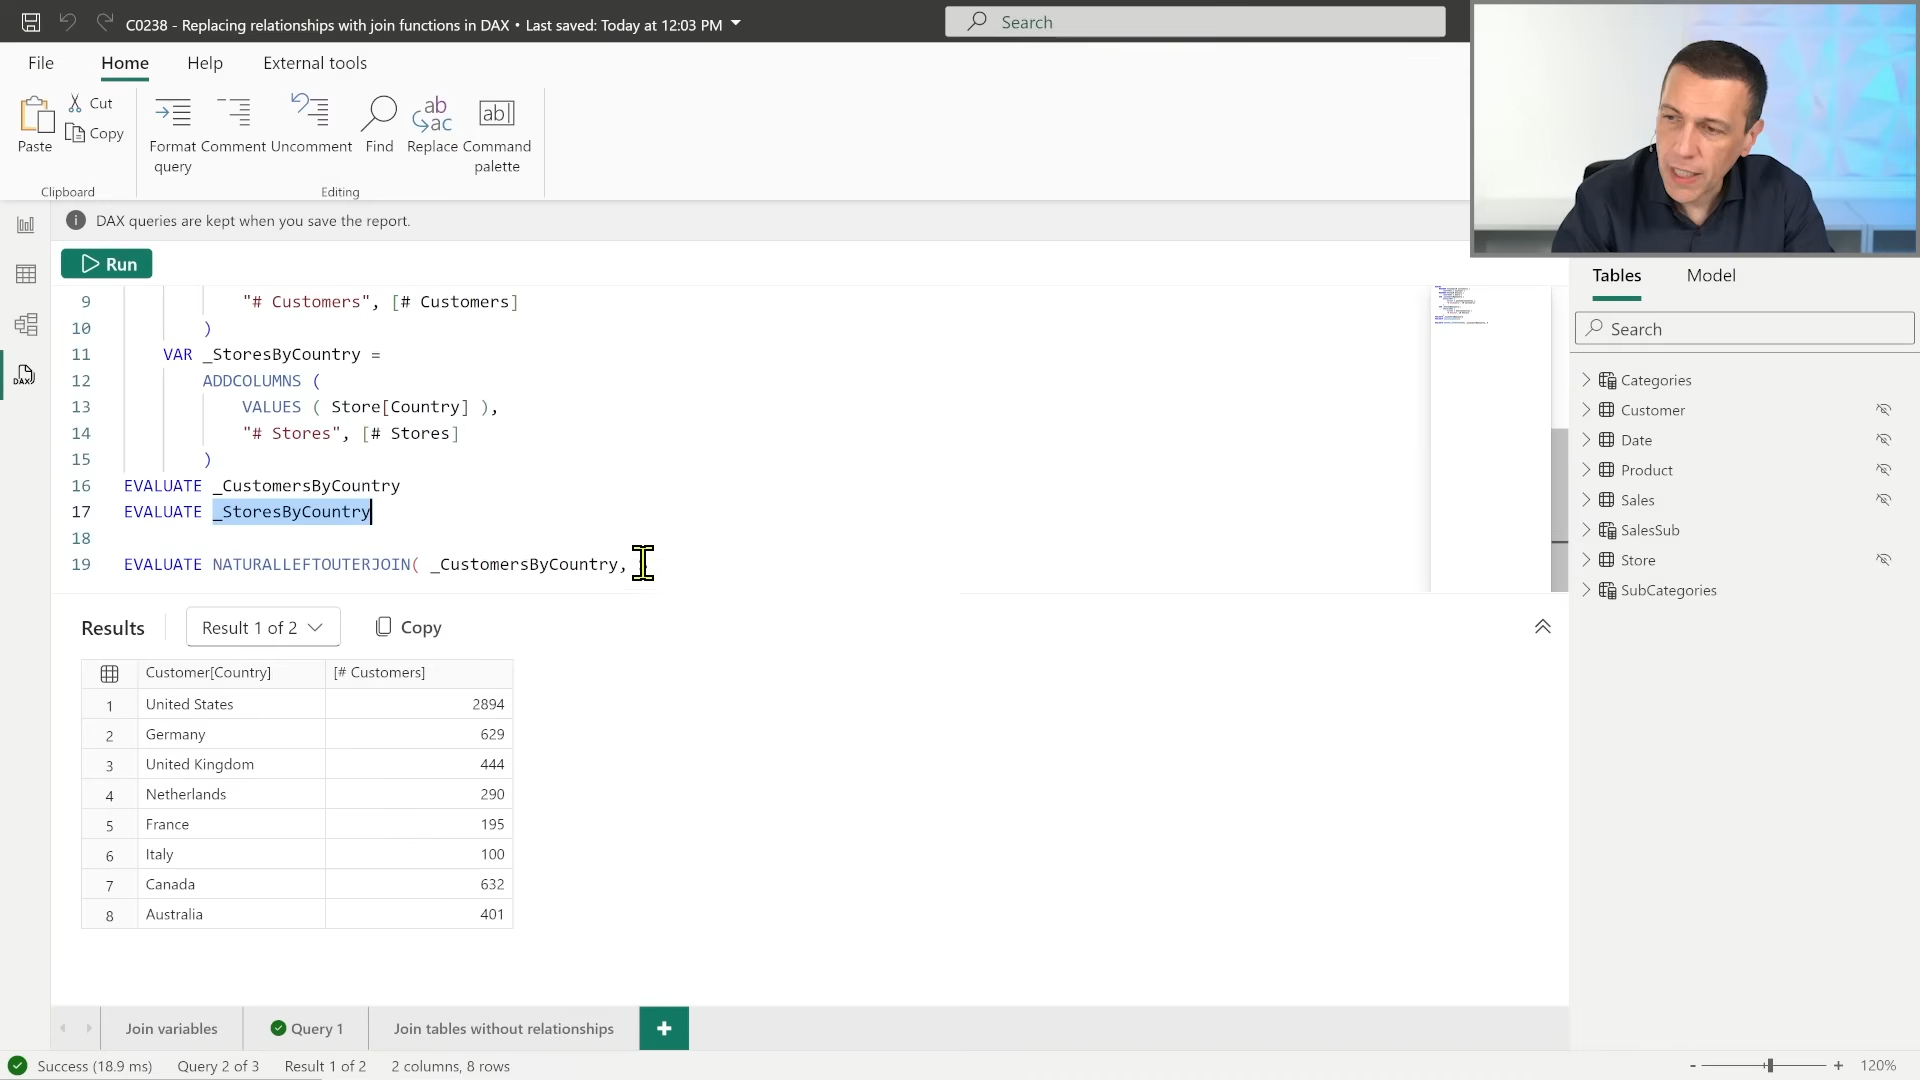 C0238 - Replacing relationships with join functions in DAX • Last saved: Today at 12:03 PM
Search
File
Home
Help
External tools
Paste
Cut
Copy
Clipboard
Format query
Comment
Uncomment
Find
Replace
Command palette
Editing
DAX queries are kept when you save the report.
Run
9 "# Customers", [# Customers]
10 )
11 VAR _StoresByCountry =
12 ADDCOLUMNS (
13 VALUES ( Store[Country] ),
14 "# Stores", [# Stores]
15 )
16 EVALUATE _CustomersByCountry
17 EVALUATE _StoresByCountry
18
19 EVALUATE NATURALLEFTOUTERJOIN( _CustomersByCountry,
Results
Result 1 of 2
Copy
Customer[Country] [# Customers]
1 United States 2894
2 Germany 629
3 United Kingdom 444
4 Netherlands 290
5 France 195
6 Italy 100
7 Canada 632
8 Australia 401
Tables
Model
Search
Categories
Customer
Date
Product
Sales
SalesSub
Store
SubCategories
Join variables
Query 1
Join tables without relationships
Success (18.9 ms) Query 2 of 3 Result 1 of 2 2 columns, 8 rows
120%